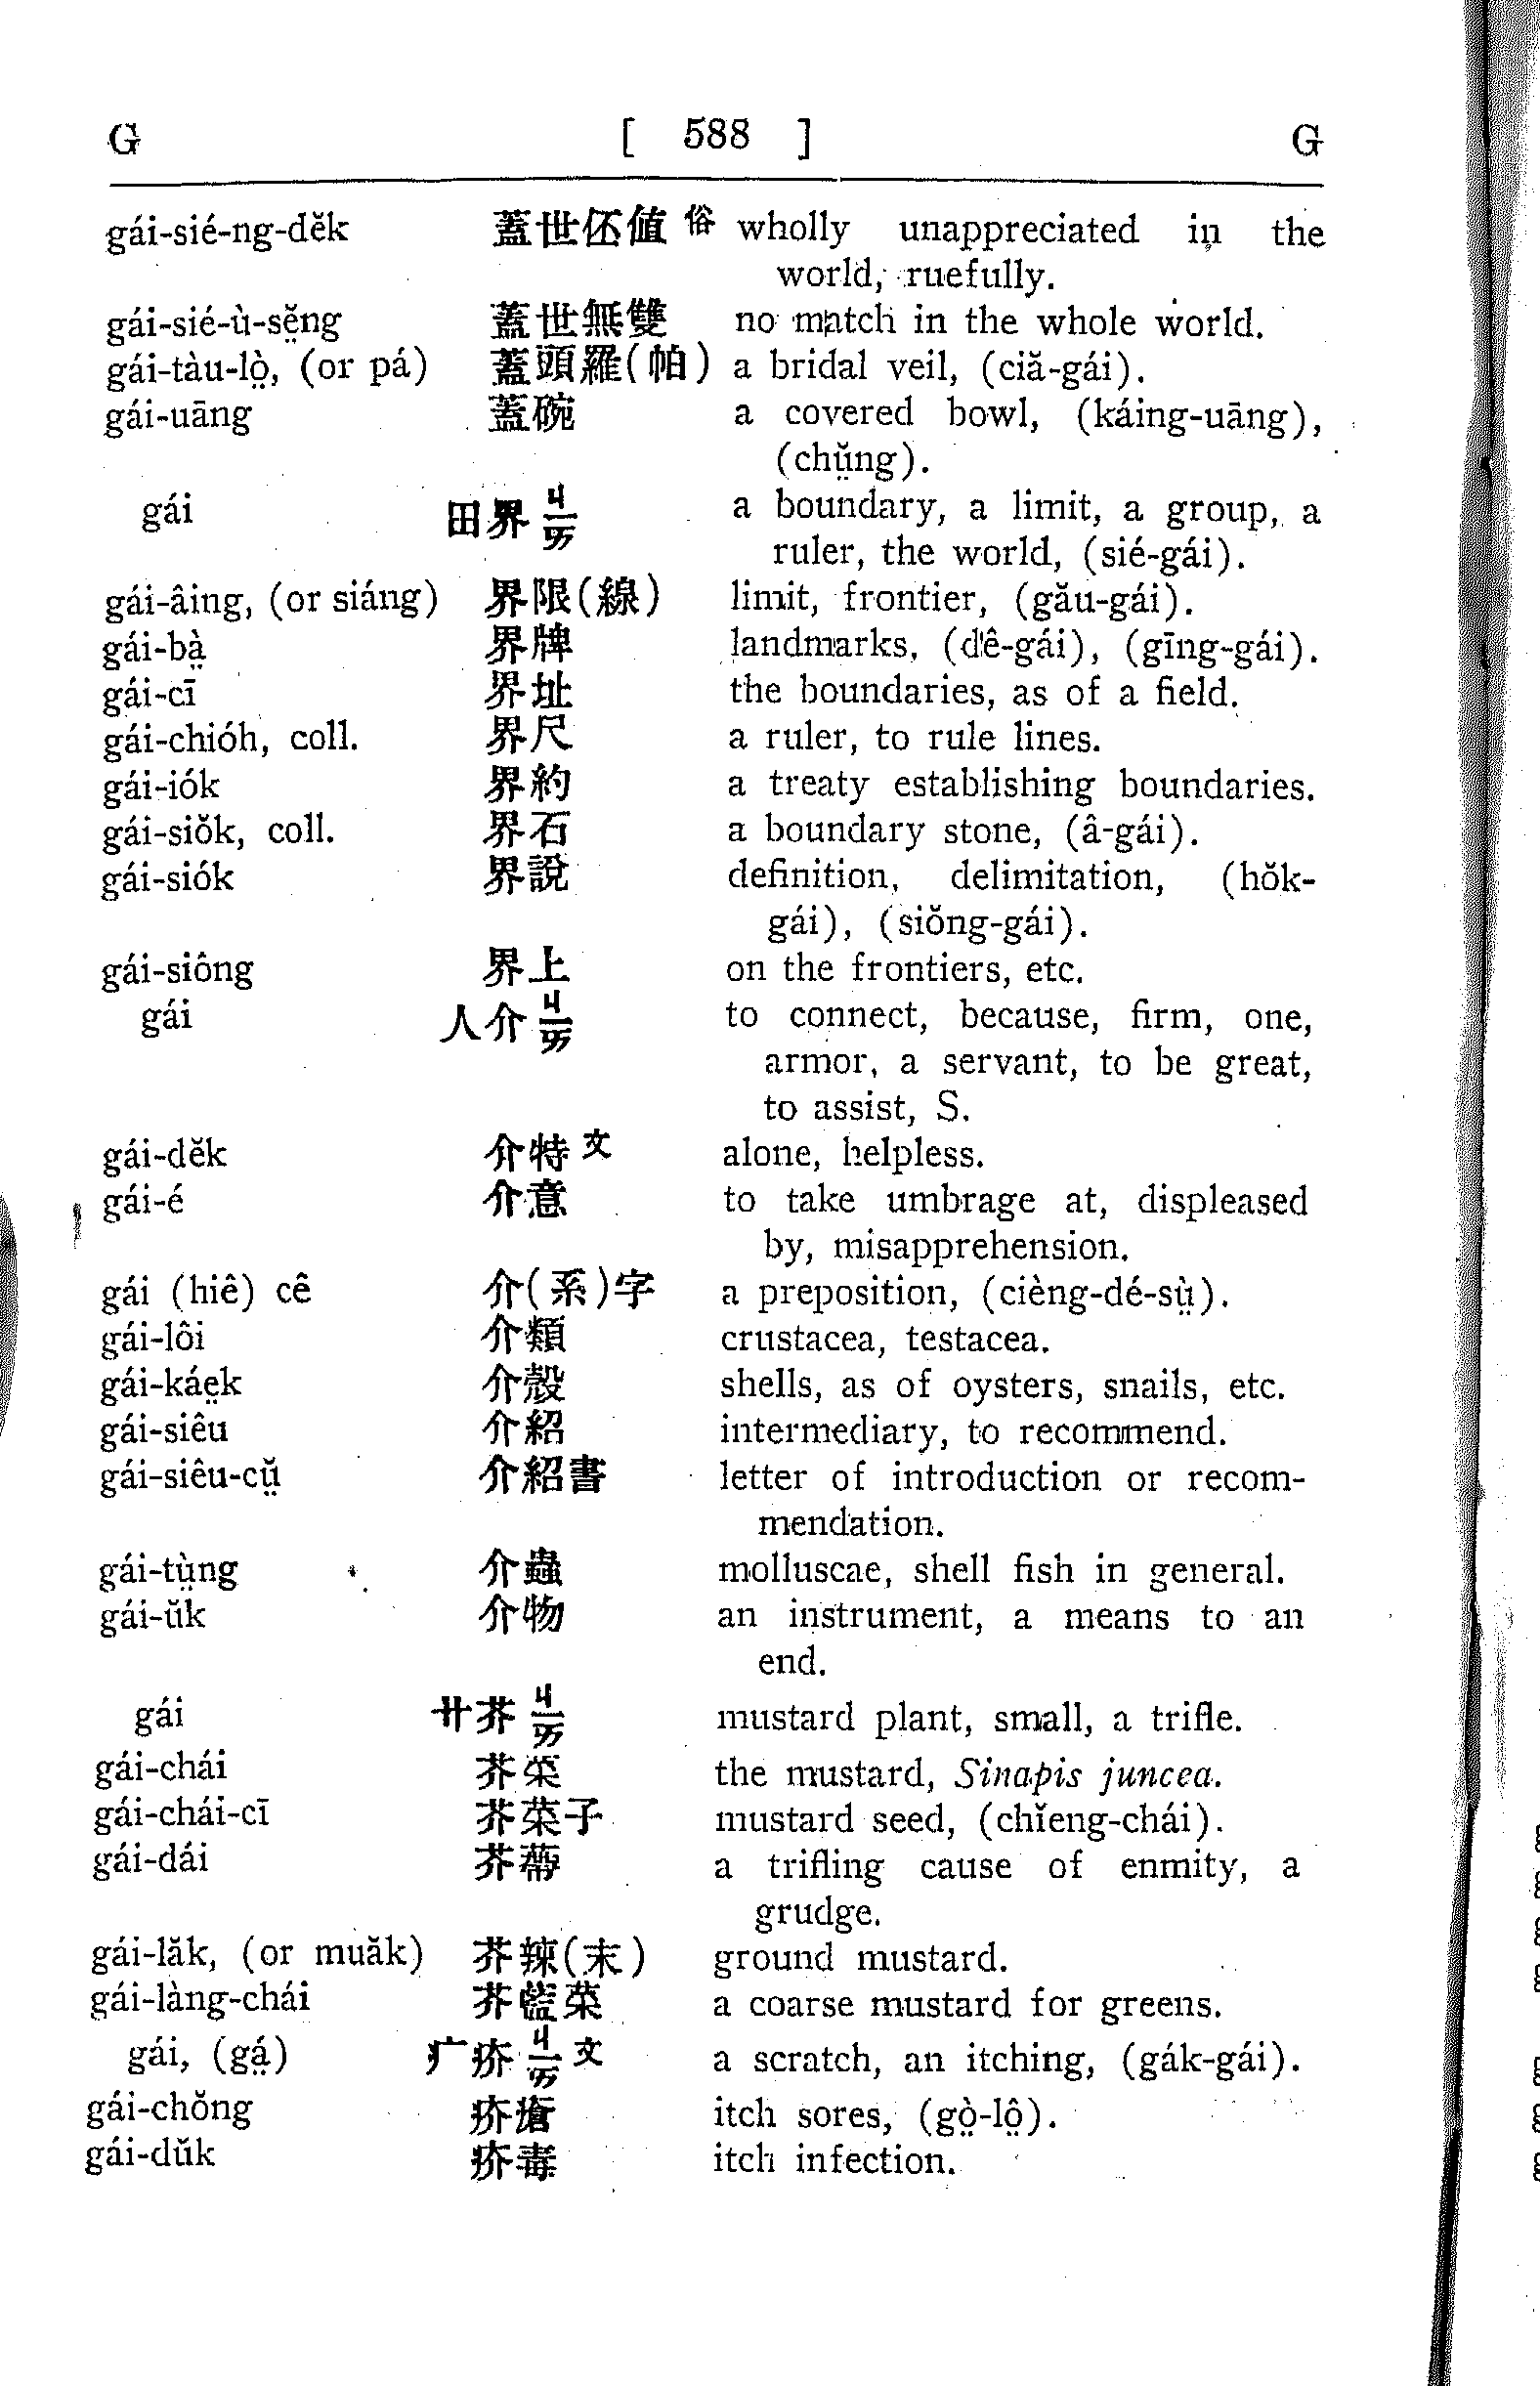 G [ 588 ] G
gái-sié-ng-dĕk 蓋世伓値 俗 wholly unappreciated in the
world, ruefully.
gái-sié-ù-sĕ̤ng 蓋世無雙 no match in the whole world.
gái-tàu-lò̤, (or pá) 蓋頭羅(帕) a bridal veil, (ciă-gái).
gái-uāng 蓋碗 a covered bowl, (káing-uāng),
(chṳ̆ng).
gái 田界 ㄐㄧㄞ a boundary, a limit, a group, a
ruler, the world, (sié-gái).
gái-âing, (or siáng) 界限(線) limit, frontier, (gău-gái).
gái-bà̤ 界牌 landmarks, (dê-gái), (gīng-gái).
gái-cī 界址 the boundaries, as of a field.
gái-chióh, coll. 界尺 a ruler, to rule lines.
gái-iók 界約 a treaty establishing boundaries.
gái-siŏk, coll. 界石 a boundary stone, (â-gái).
gái-siók 界說 definition, delimitation, (hŏk-
gái), (siŏng-gái).
gái-siông 界上 on the frontiers, etc.
gái 人介 ㄐㄧㄞ to connect, because, firm, one,
armor, a servant, to be great,
to assist, S.
gái-dĕk 介特 文 alone, helpless.
gái-é 介意 to take umbrage at, displeased
by, misapprehension.
gái (hiê) cê 介(系)字 a preposition, (cièng-dé-sṳ̀).
gái-lôi 介類 crustacea, testacea.
gái-káe̤k 介殼 shells, as of oysters, snails, etc.
gái-siêu 介紹 intermediary, to recommend.
gái-siêu-cṳ̆ 介紹書 letter of introduction or recom-
mendation.
gái-tṳ̀ng 介蟲 molluscae, shell fish in general.
gái-ŭk 介物 an instrument, a means to an
end.
gái 艹芥 ㄐㄧㄞ mustard plant, small, a trifle.
gái-chái 芥菜 the mustard, Sinapis juncea.
gái-chái-cī 芥菜子 mustard seed, (chĭeng-chái).
gái-dái 芥蔕 a trifling cause of enmity, a
grudge.
gái-lăk, (or muăk) 芥辣(末) ground mustard.
gái-làng-chái 芥藍菜 a coarse mustard for greens.
gái, (gá̤) 疒疥 ㄐㄧㄞ 文 a scratch, an itching, (gák-gái).
gái-chŏng 疥瘡 itch sores, (gò̤-lô̤).
gái-dŭk 疥毒 itch infection.